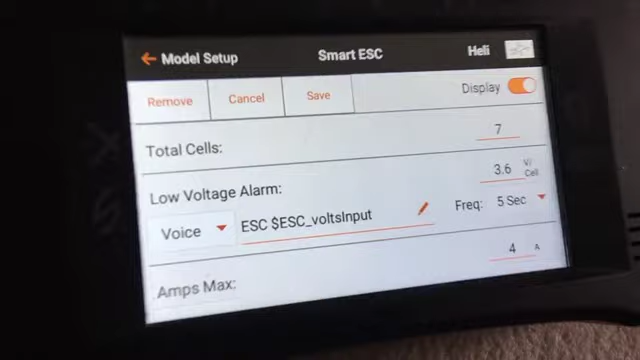 Model Setup
Smart ESC
Heli
Remove
Cancel
Save
Display
Total Cells:
7
Low Voltage Alarm:
3.6 V/
Cell
Voice
ESC $ESC_voltsInput
Freq: 5 Sec
Amps Max:
4 A